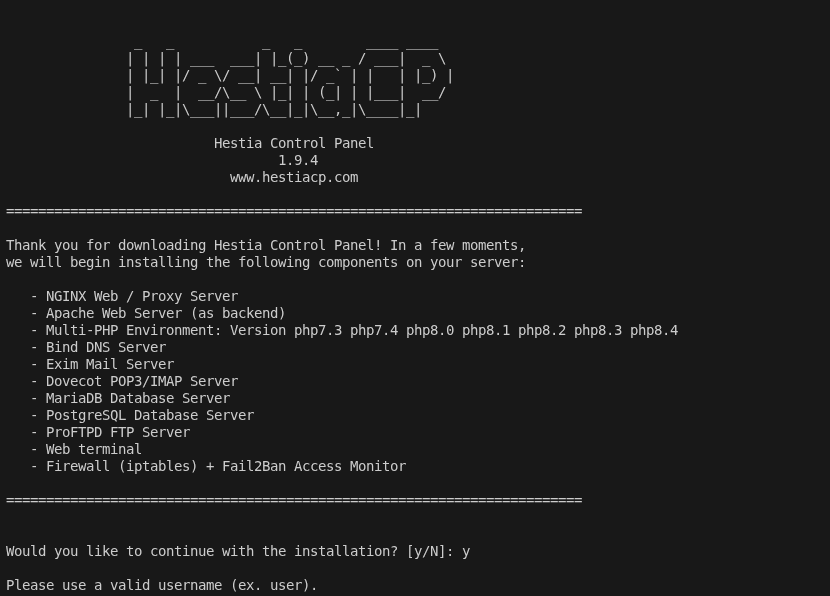 HestiaCP
Hestia Control Panel
1.9.4
www.hestiacp.com
========================================================================
Thank you for downloading Hestia Control Panel! In a few moments,
we will begin installing the following components on your server:
- NGINX Web / Proxy Server
- Apache Web Server (as backend)
- Multi-PHP Environment: Version php7.3 php7.4 php8.0 php8.1 php8.2 php8.3 php8.4
- Bind DNS Server
- Exim Mail Server
- Dovecot POP3/IMAP Server
- MariaDB Database Server
- PostgreSQL Database Server
- ProFTPD FTP Server
- Web terminal
- Firewall (iptables) + Fail2Ban Access Monitor
========================================================================
Would you like to continue with the installation? [y/N]: y
Please use a valid username (ex. user).